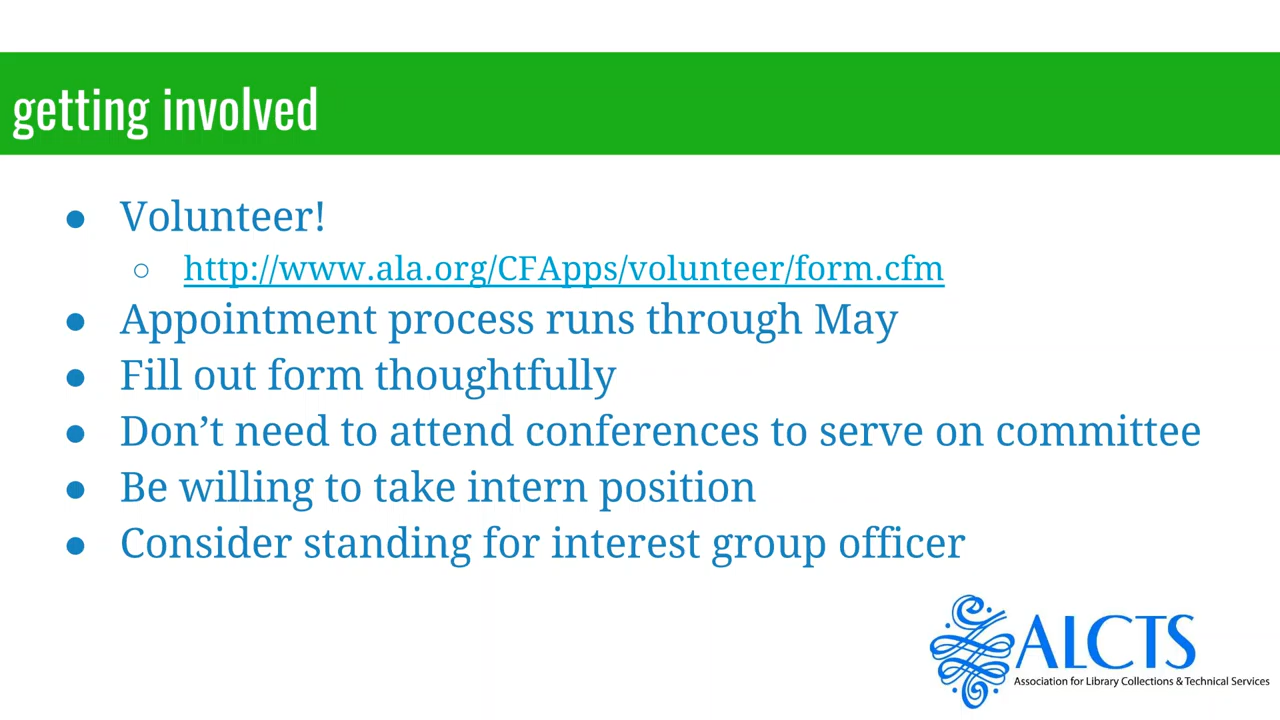 getting involved
● Volunteer!
○ http://www.ala.org/CFApps/volunteer/form.cfm
● Appointment process runs through May
● Fill out form thoughtfully
● Don’t need to attend conferences to serve on committee
● Be willing to take intern position
● Consider standing for interest group officer
ALCTS
Association for Library Collections & Technical Services